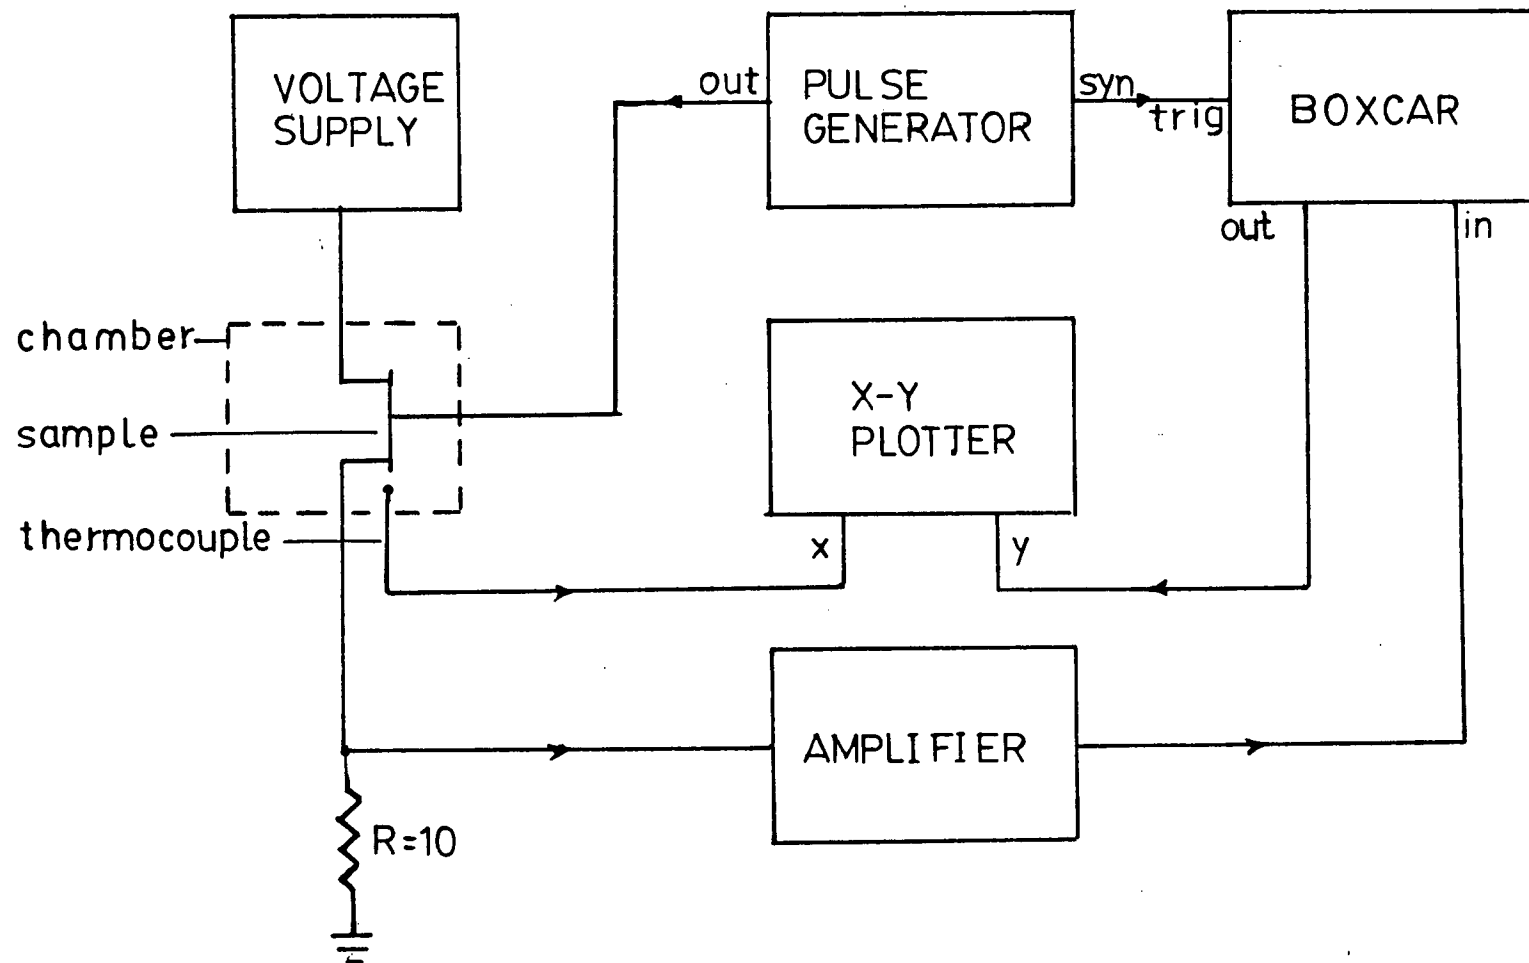 VOLTAGE
SUPPLY
out
PULSE
GENERATOR
syn
trig
BOXCAR
out
in
chamber
sample
thermocouple
X-Y
PLOTTER
x
y
AMPLIFIER
R=10